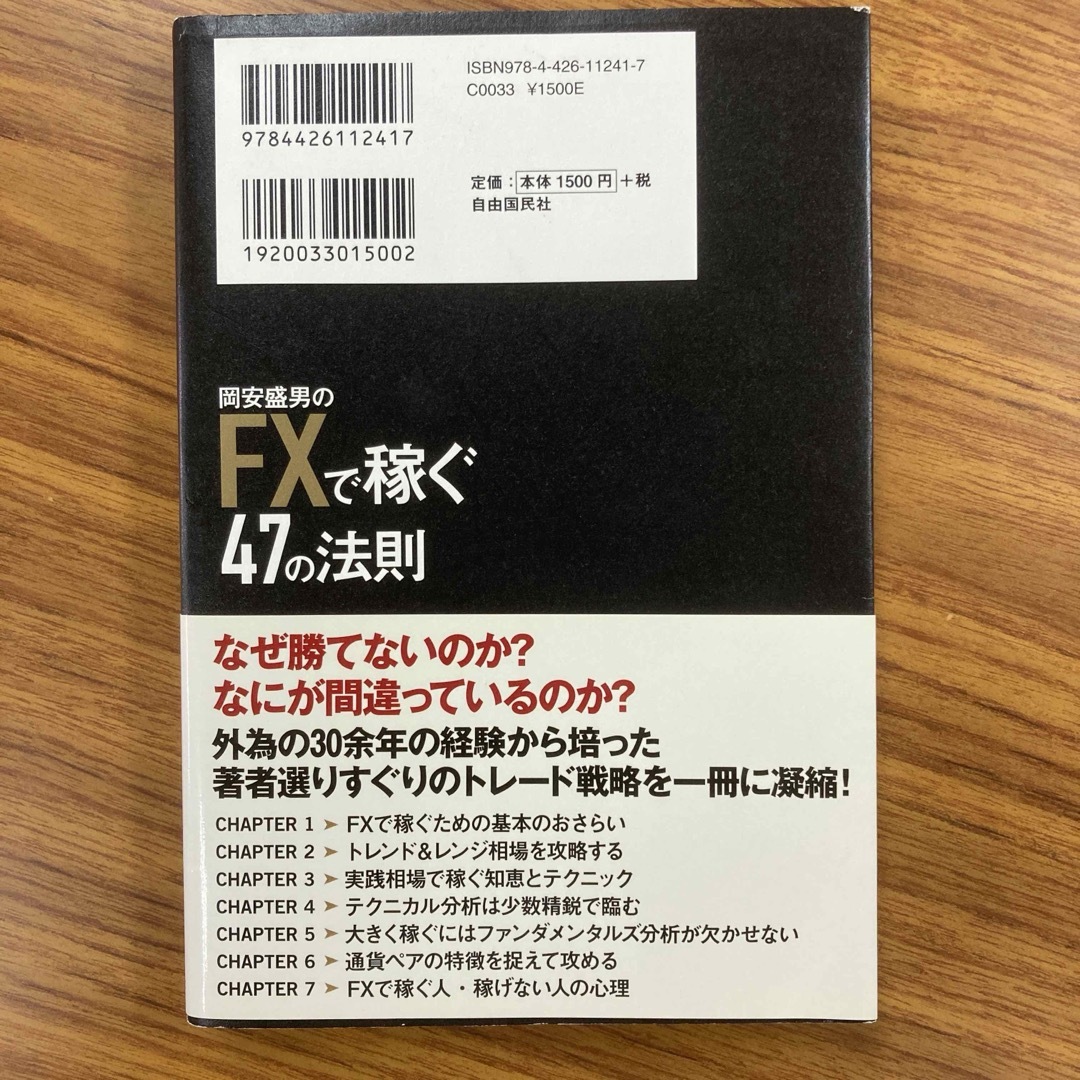 ISBN978-4-426-11241-7
C0033 ¥1500E
9784426112417
定価：本体1500円＋税
自由国民社
1920033015002
岡安盛男の
FXで稼ぐ
47の法則
なぜ勝てないのか?
なにが間違っているのか?
外為の30余年の経験から培った
著者選りすぐりのトレード戦略を一冊に凝縮!
CHAPTER 1 ➤ FXで稼ぐための基本のおさらい
CHAPTER 2 ➤ トレンド&レンジ相場を攻略する
CHAPTER 3 ➤ 実践相場で稼ぐ知恵とテクニック
CHAPTER 4 ➤ テクニカル分析は少数精鋭で臨む
CHAPTER 5 ➤ 大きく稼ぐにはファンダメンタルズ分析が欠かせない
CHAPTER 6 ➤ 通貨ペアの特徴を捉えて攻める
CHAPTER 7 ➤ FXで稼ぐ人・稼げない人の心理